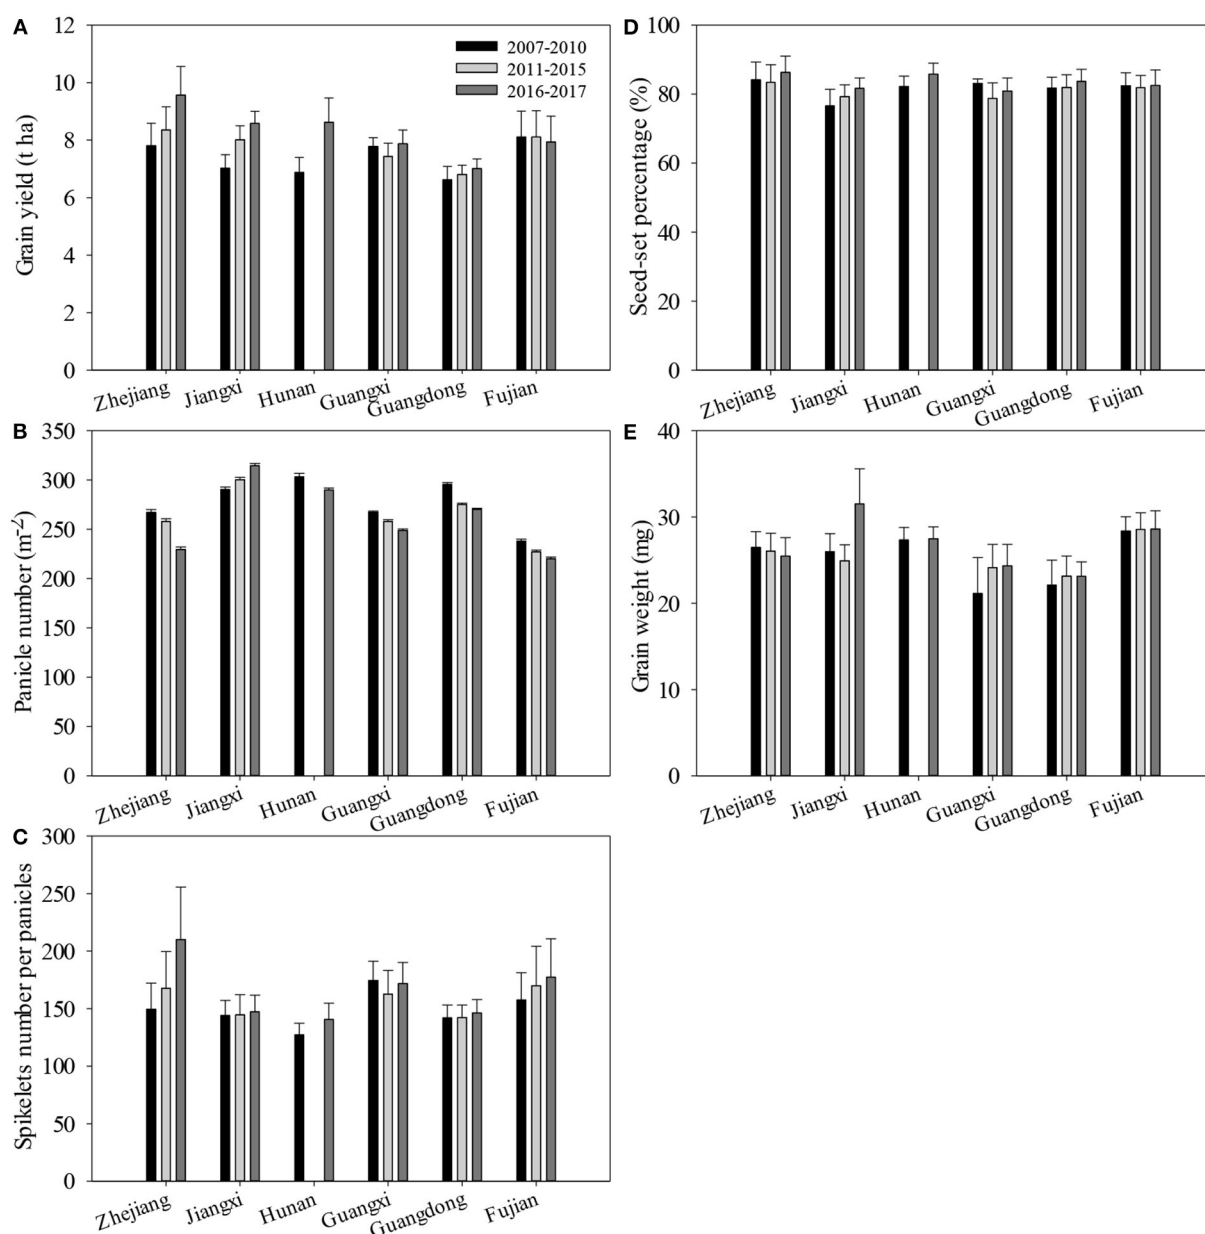 A
Grain yield (t ha)
12
10
8
6
4
2
0
2007-2010
2011-2015
2016-2017
Zhejiang
Jiangxi
Hunan
Guangxi
Guangdong
Fujian
B
Panicle number (m⁻²)
350
300
250
200
150
100
50
0
Zhejiang
Jiangxi
Hunan
Guangxi
Guangdong
Fujian
C
Spikelets number per panicles
300
250
200
150
100
50
0
Zhejiang
Jiangxi
Hunan
Guangxi
Guangdong
Fujian
D
Seed-set percentage (%)
100
80
60
40
20
0
Zhejiang
Jiangxi
Hunan
Guangxi
Guangdong
Fujian
E
Grain weight (mg)
40
30
20
10
0
Zhejiang
Jiangxi
Hunan
Guangxi
Guangdong
Fujian